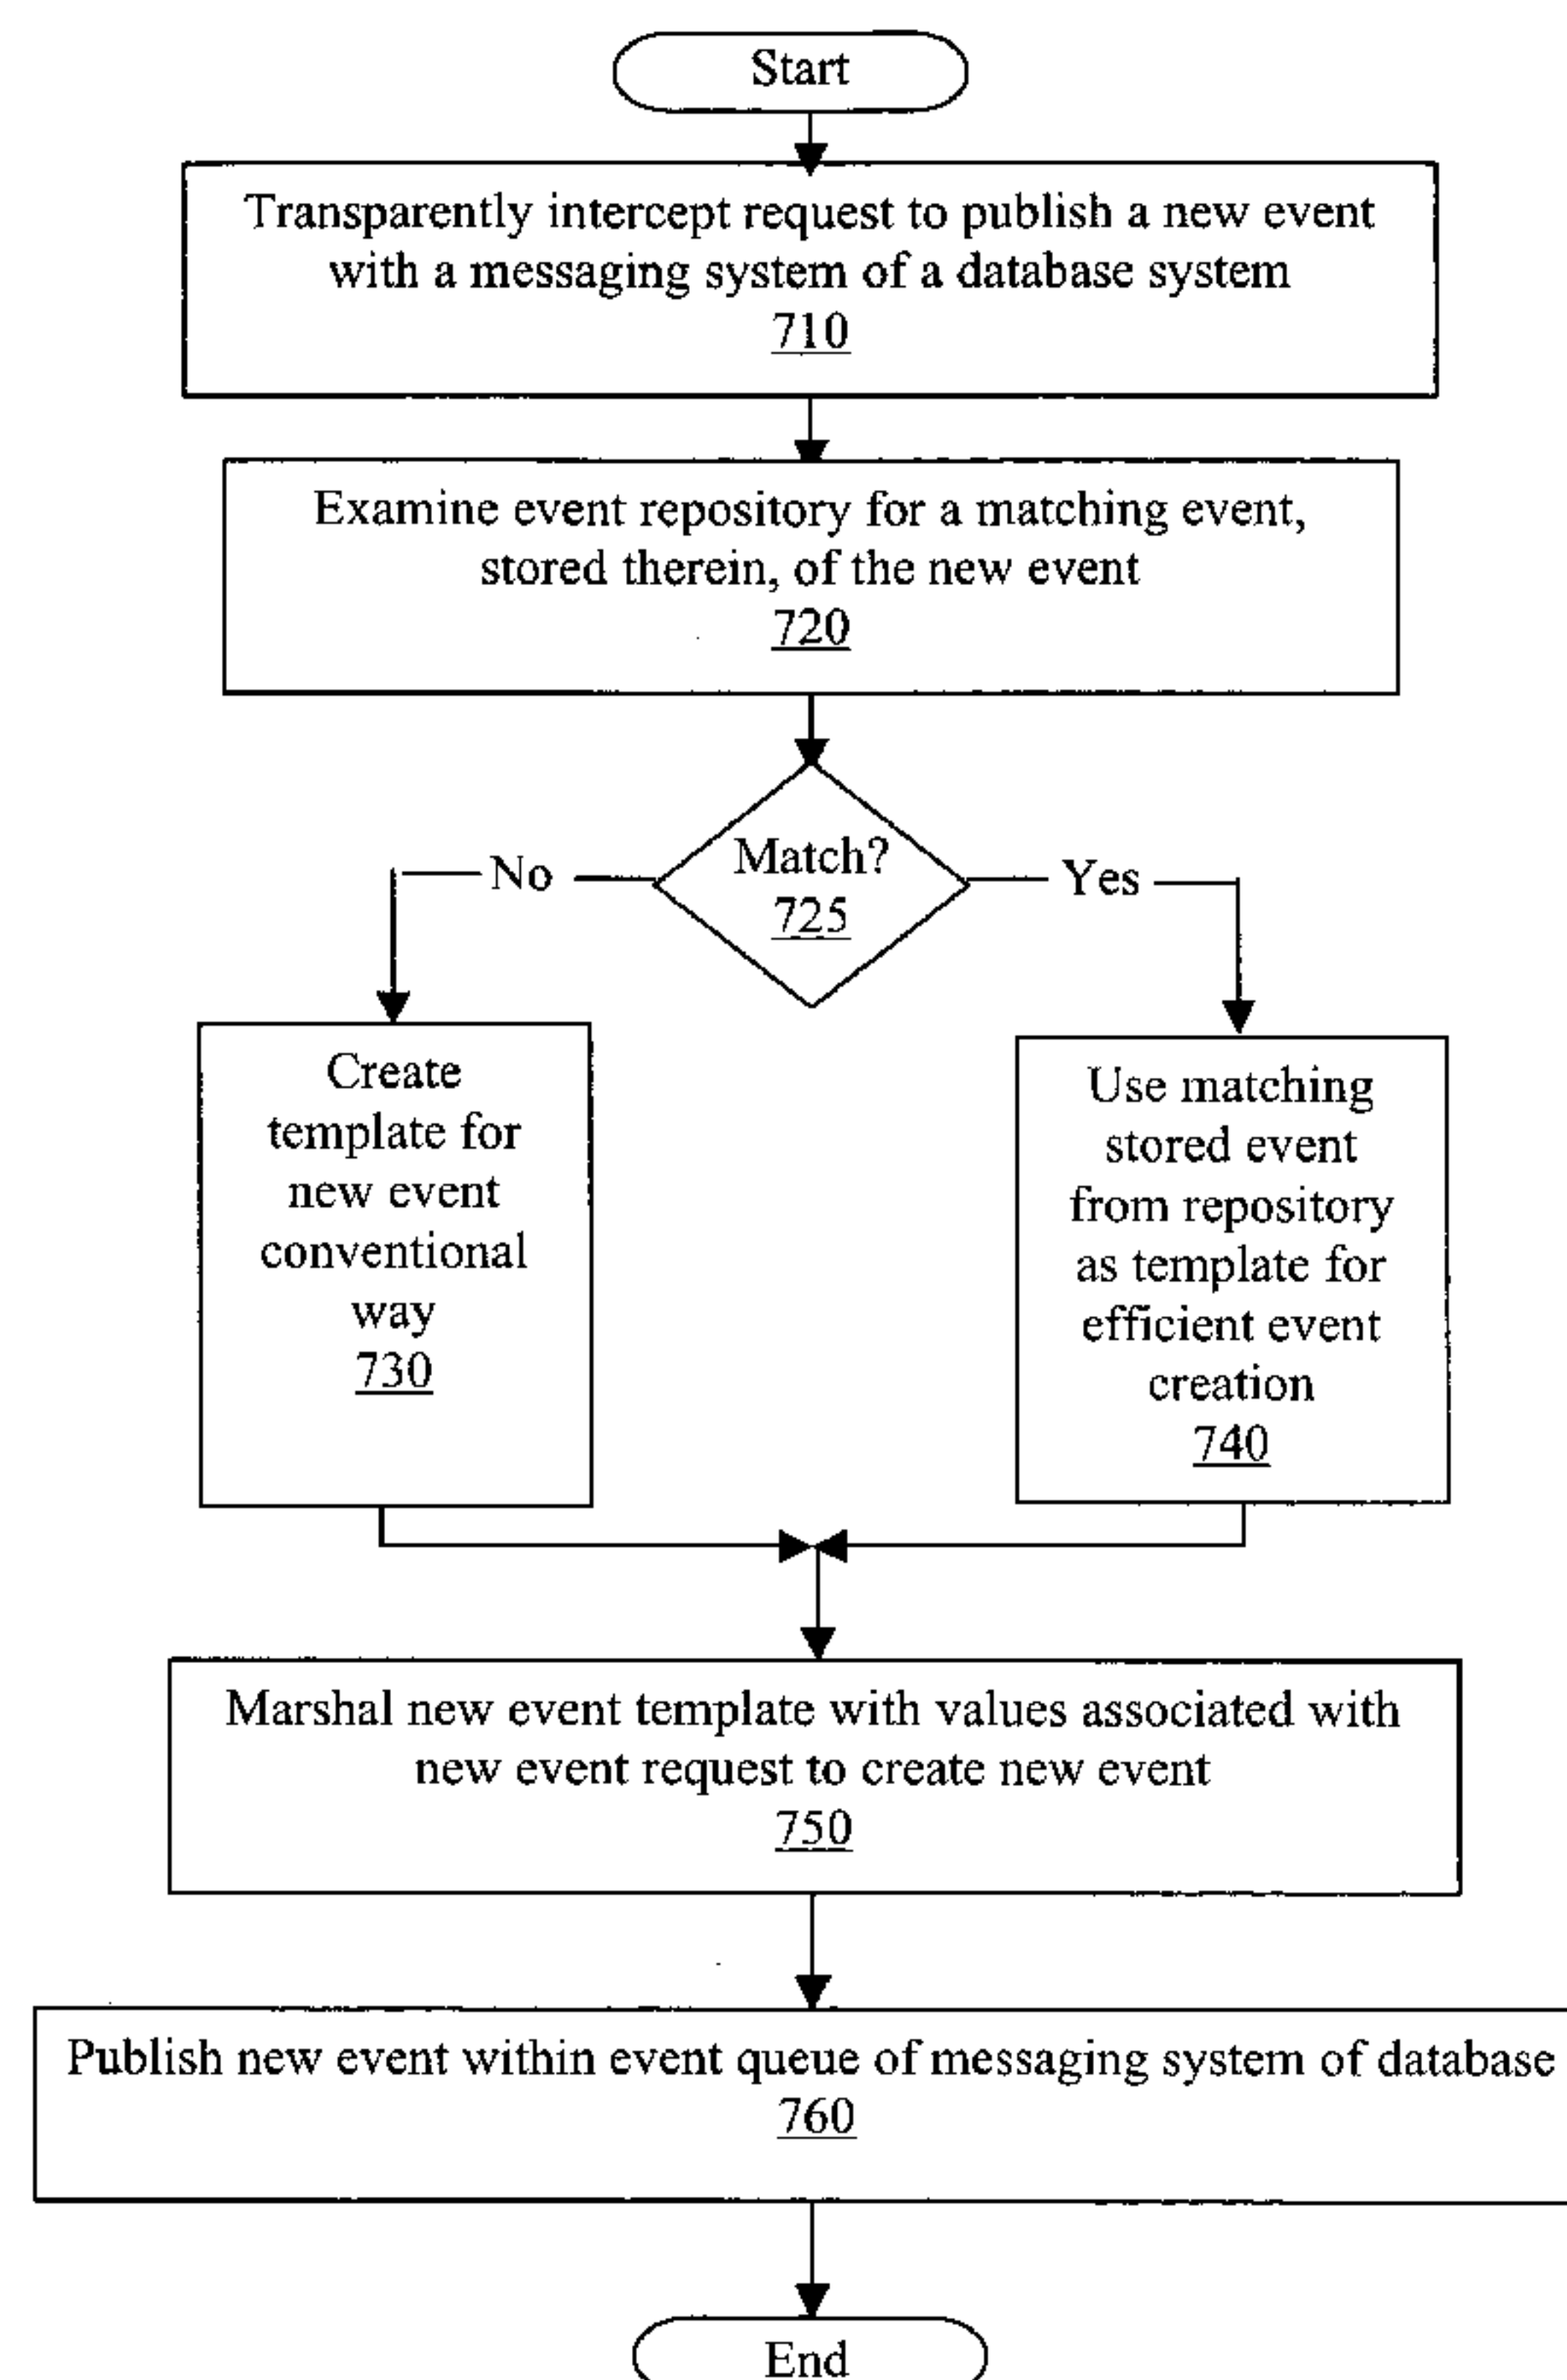 Start
Transparently intercept request to publish a new event
with a messaging system of a database system
710
Examine event repository for a matching event,
stored therein, of the new event
720
Match?
725
No
Yes
Create
template for
new event
conventional
way
730
Use matching
stored event
from repository
as template for
efficient event
creation
740
Marshal new event template with values associated with
new event request to create new event
750
Publish new event within event queue of messaging system of database
760
End